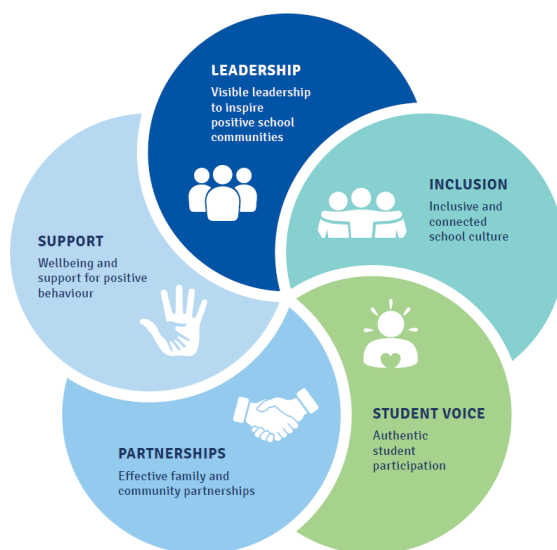 LEADERSHIP
Visible leadership
to inspire
positive school
communities
INCLUSION
Inclusive and
connected
school culture
STUDENT VOICE
Authentic
student
participation
PARTNERSHIPS
Effective family and
community partnerships
SUPPORT
Wellbeing and
support for positive
behaviour